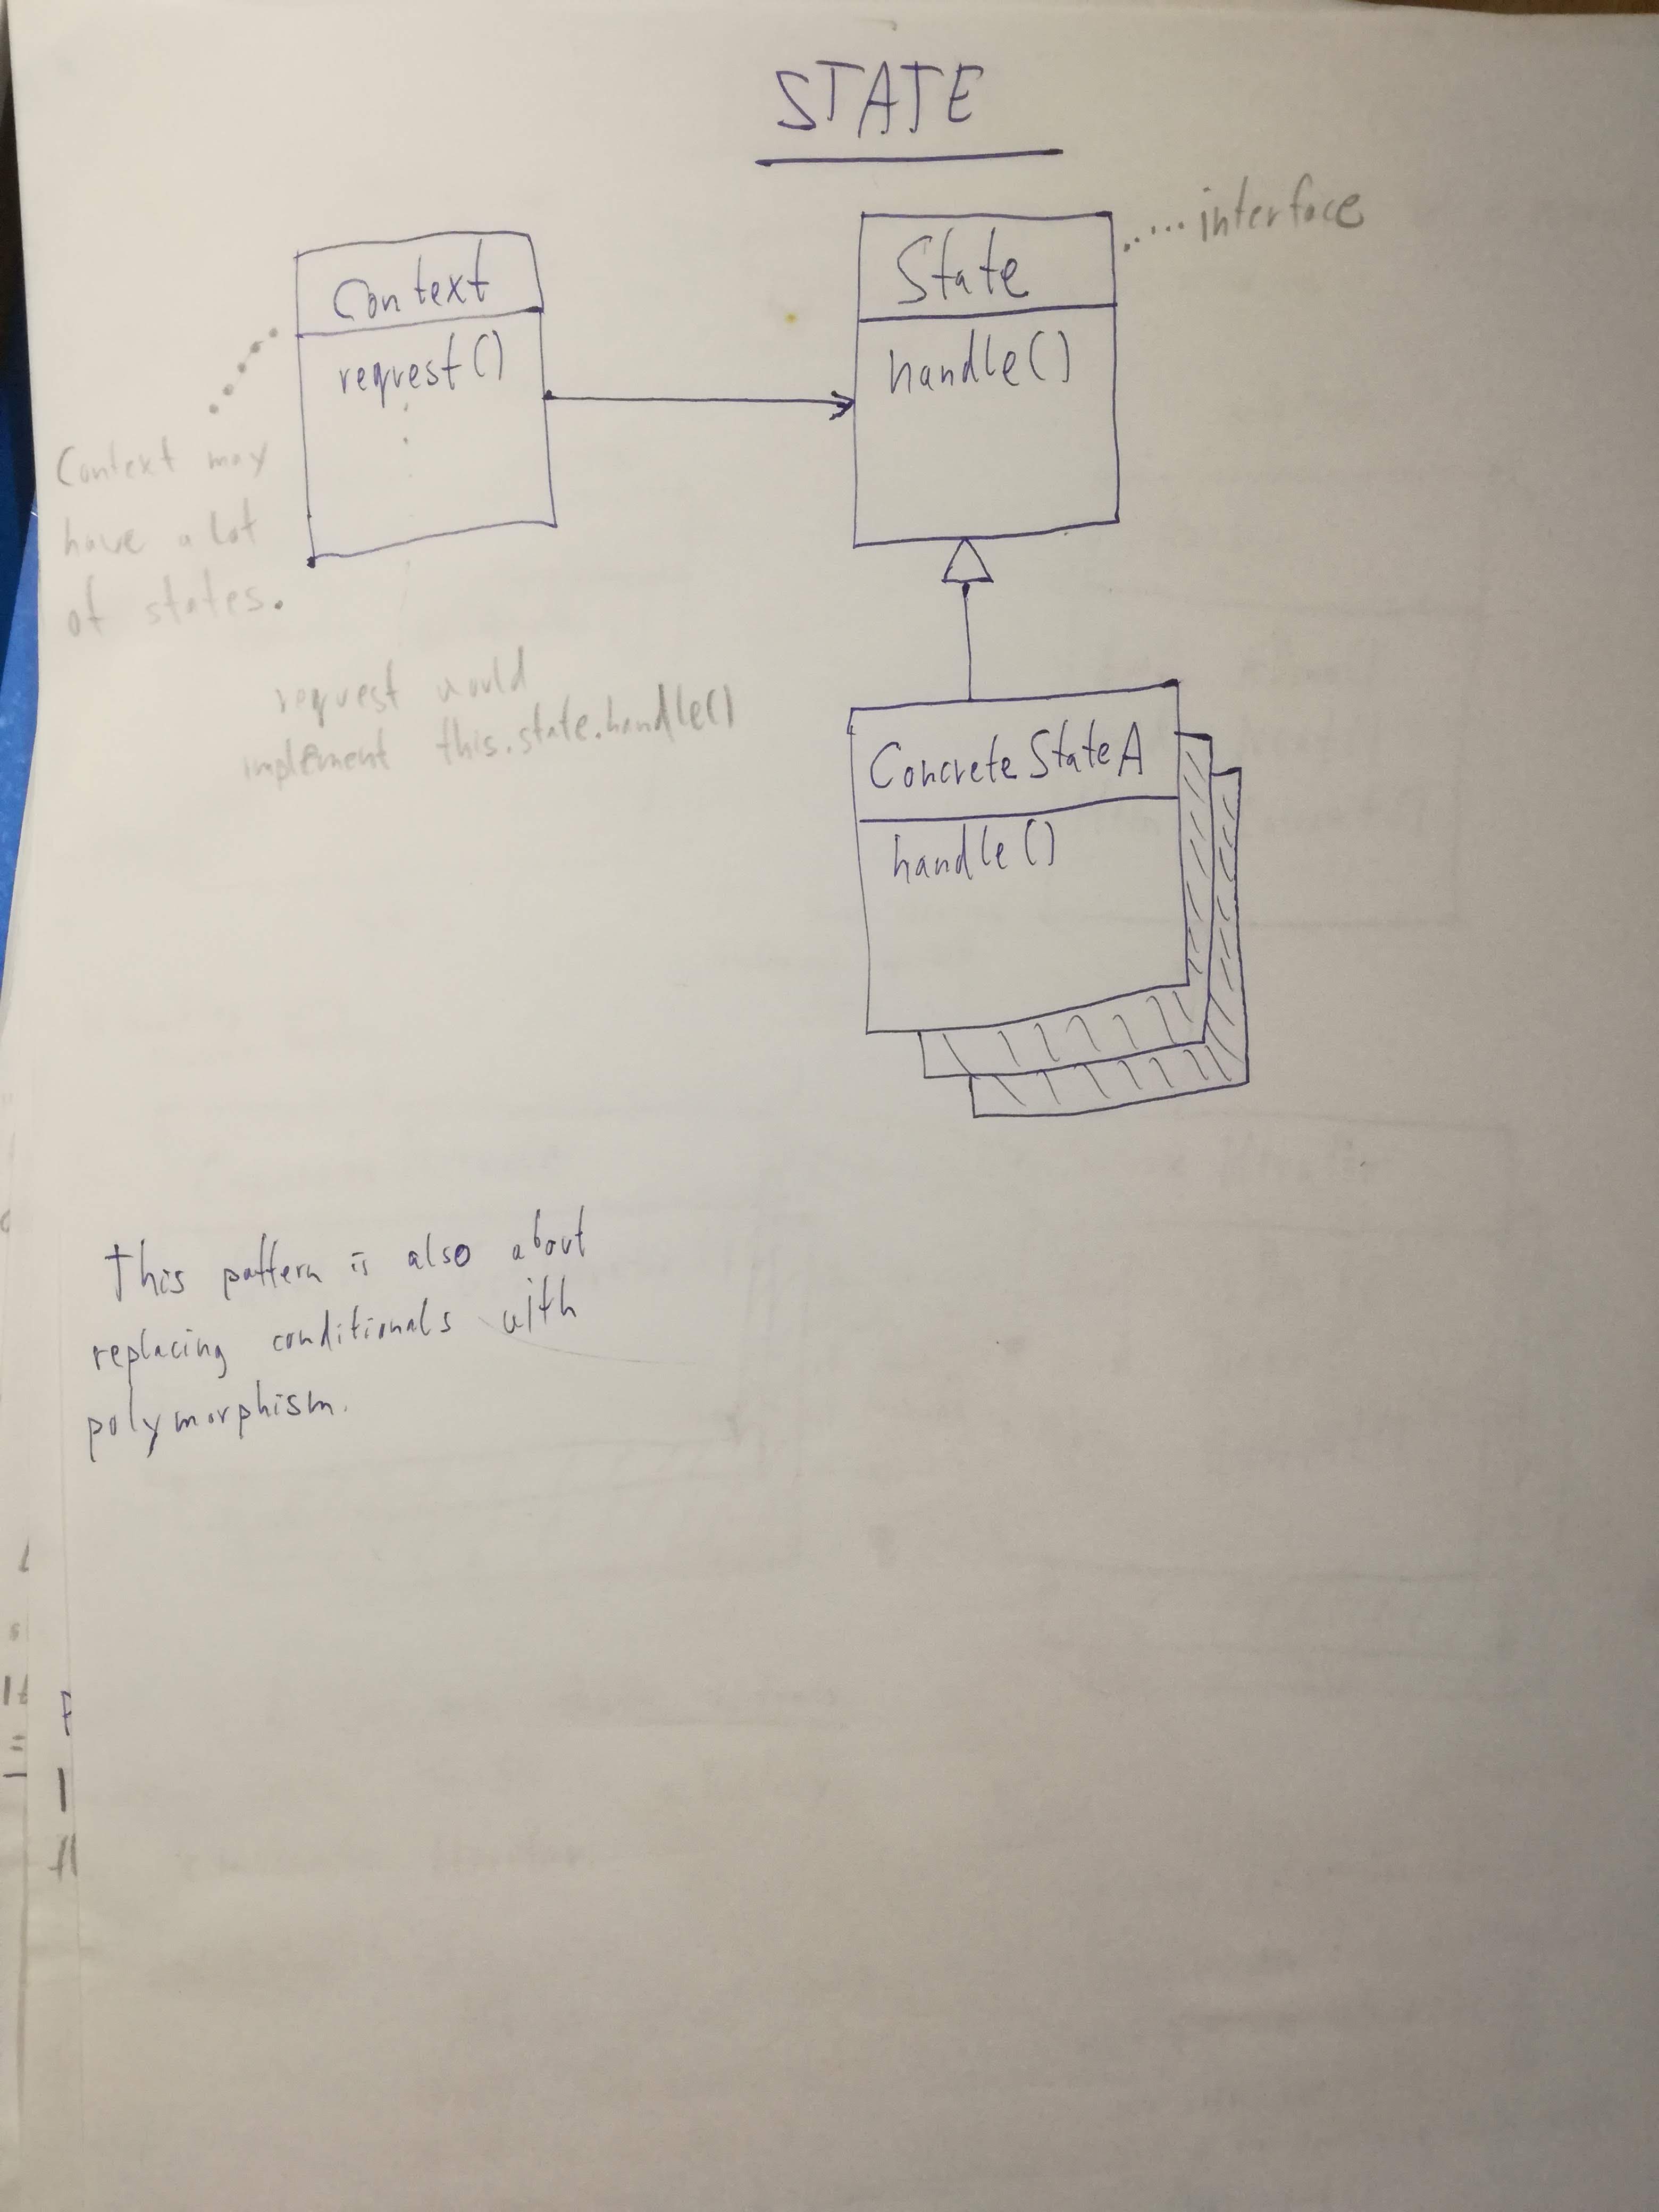 STATE
interface
Context
request()
State
handle()
Context may
have a lot
of states.
request would
implement this.state.handle()
ConcreteStateA
handle()
This pattern is also about
replacing conditionals with
polymorphism.